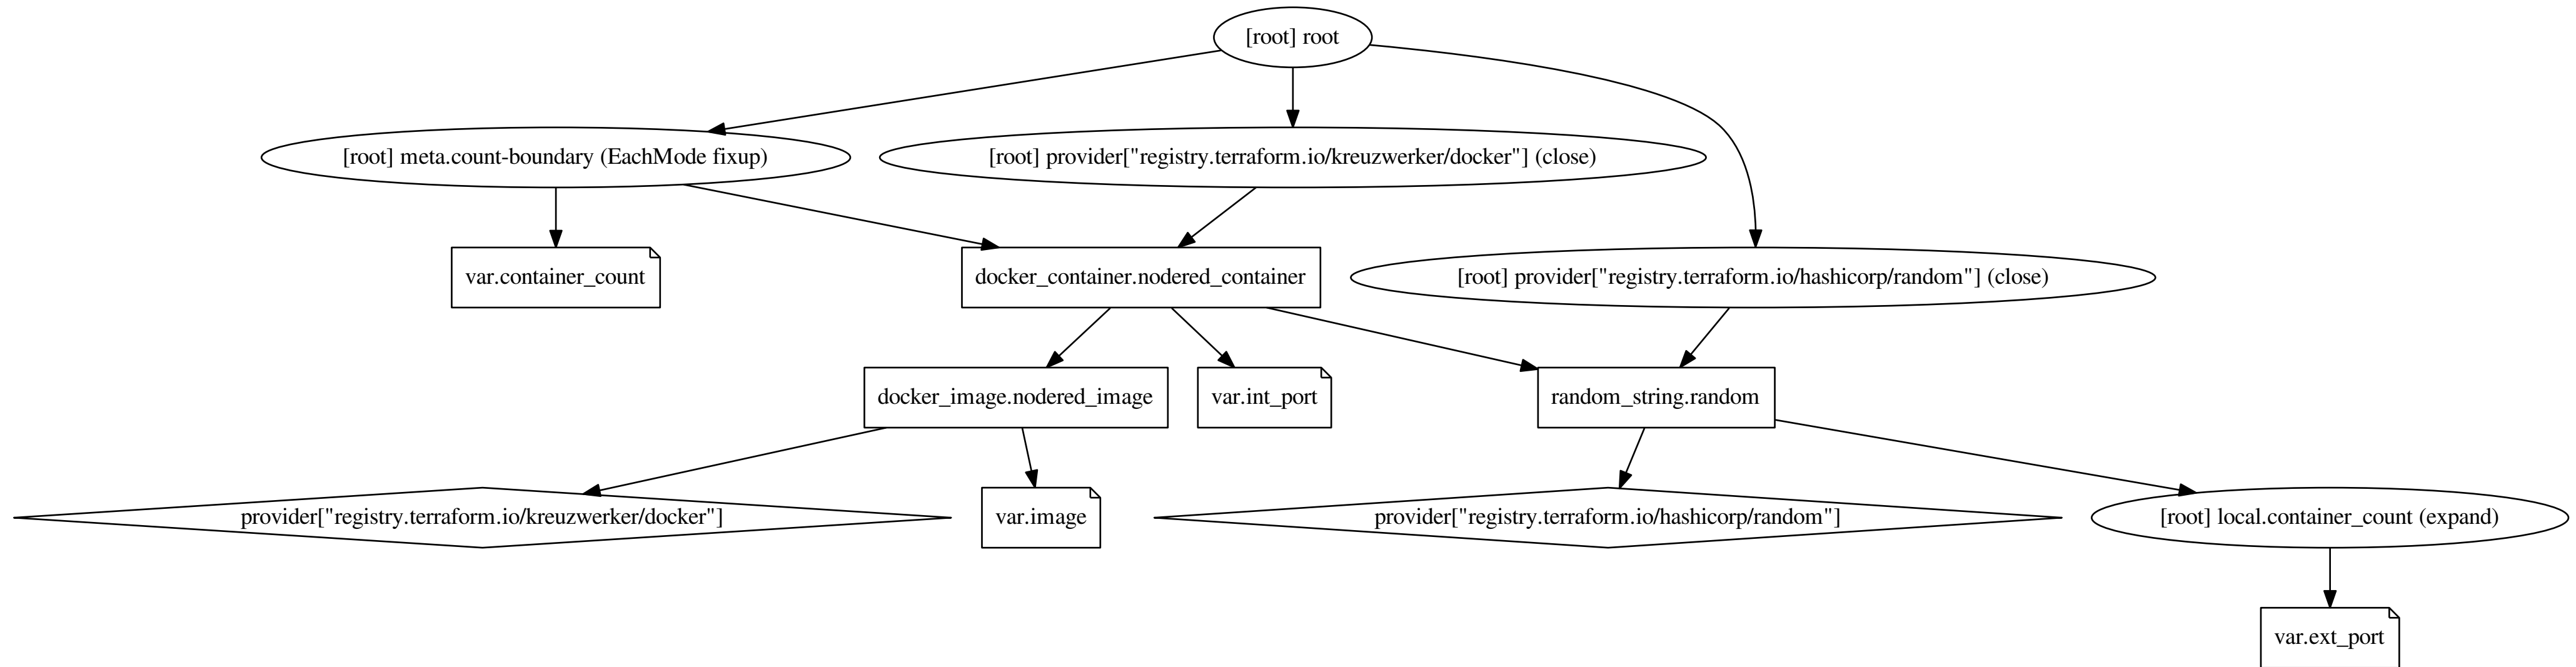 [root] root
[root] meta.count-boundary (EachMode fixup)
[root] provider["registry.terraform.io/kreuzwerker/docker"] (close)
var.container_count
docker_container.nodered_container
[root] provider["registry.terraform.io/hashicorp/random"] (close)
docker_image.nodered_image
var.int_port
random_string.random
provider["registry.terraform.io/kreuzwerker/docker"]
var.image
provider["registry.terraform.io/hashicorp/random"]
[root] local.container_count (expand)
var.ext_port